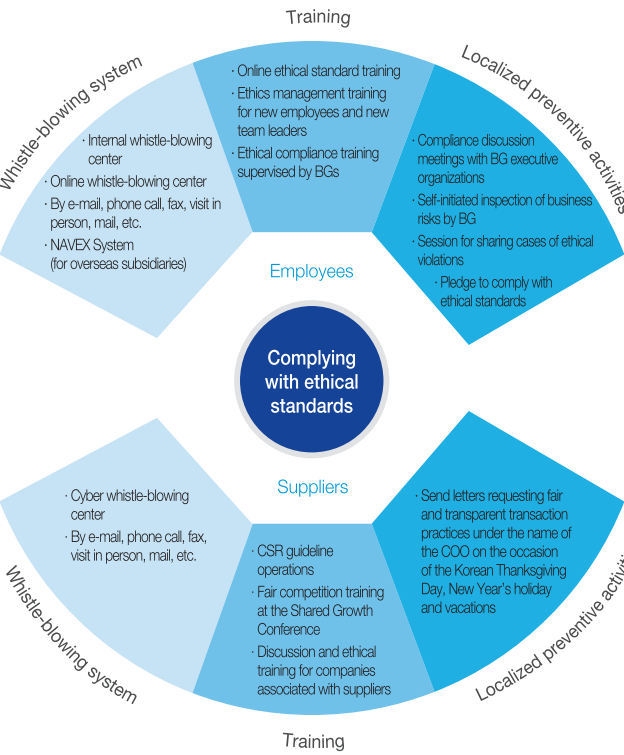 Training
Whistle-blowing system
Localized preventive activities
· Internal whistle-blowing
center
· Online whistle-blowing center
· By e-mail, phone call, fax, visit in
person, mail, etc.
· NAVEX System
(for overseas subsidiaries)
· Online ethical standard training
· Ethics management training
for new employees and new
team leaders
· Ethical compliance training
supervised by BGs
· Compliance discussion
meetings with BG executive
organizations
· Self-initiated inspection of business
risks by BG
· Session for sharing cases of ethical
violations
· Pledge to comply with
ethical standards
Employees
Complying
with ethical
standards
Suppliers
· Cyber whistle-blowing
center
· By e-mail, phone call, fax,
visit in person, mail, etc.
· CSR guideline
operations
· Fair competition training
at the Shared Growth
Conference
· Discussion and ethical
training for companies
associated with suppliers
· Send letters requesting fair
and transparent transaction
practices under the name of
the COO on the occasion
of the Korean Thanksgiving
Day, New Year's holiday
and vacations
Whistle-blowing system
Training
Localized preventive activi